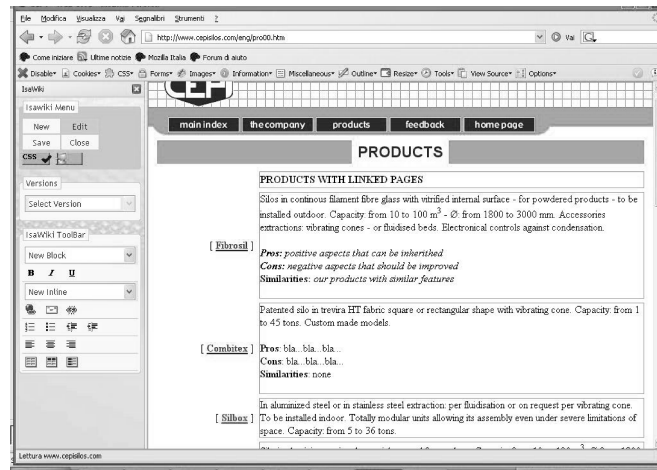 File Modifica Visualizza Vai Segnalibri Strumenti ?
http://www.cepisilos.com/eng/pro00.htm
Vai
Come iniziare Ultime notizie Mozilla Italia Forum di aiuto
Disable Cookies CSS Forms Images Information Miscellaneous Outline Resize Tools View Source Options
IsaWiki
Isawiki Menu
New Edit
Save Close
CSS
Versions
Select Version
IsaWiki ToolBar
New Block
B I U
New Inline
main index the company products feedback home page
PRODUCTS
PRODUCTS WITH LINKED PAGES
[ Fibrosil ]
Silos in continous filament fibre glass with vitrified internal surface - for powdered products - to be
installed outdoor. Capacity: from 10 to 100 m3 - Ø: from 1800 to 3000 mm. Accessories
extractions: vibrating cones - or fluidised beds. Electronical controls against condensation.
Pros: positive aspects that can be inherithed
Cons: negative aspects that should be improved
Similarities: our products with similar features
[ Combitex ]
Patented silo in trevira HT fabric square or rectangular shape with vibrating cone. Capacity: from 1
to 45 tons. Custom made models.
Pros: bla...bla...bla...
Cons: bla...bla...bla...
Similarities: none
[ Silbox ]
In aluminized steel or in stainless steel extraction: per fluidisation or on request per vibrating cone.
To be installed indoor. Totally modular units allowing its assembly even under severe limitations of
space. Capacity: from 5 to 36 tons.
Lettura www.cepisilos.com